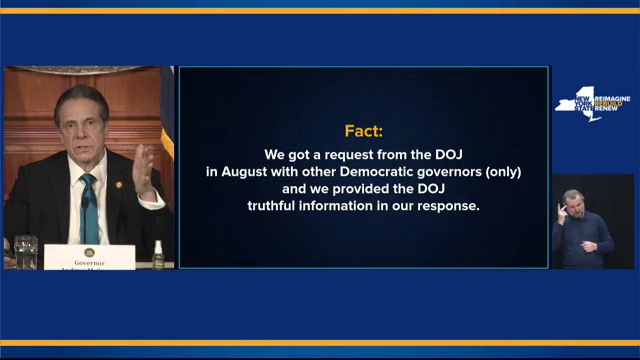 Fact:
We got a request from the DOJ
in August with other Democratic governors (only)
and we provided the DOJ
truthful information in our response.
NEW
YORK
STATE
REIMAGINE
REBUILD
RENEW
Governor